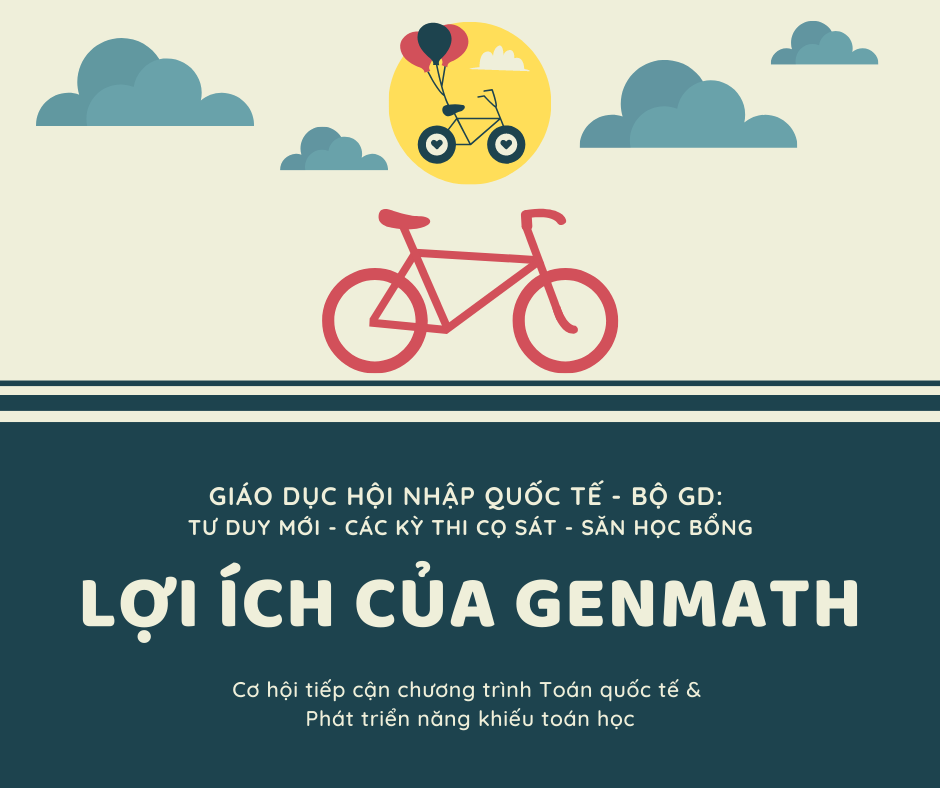 GIÁO DỤC HỘI NHẬP QUỐC TẾ - BỘ GD:
TƯ DUY MỚI - CÁC KỲ THI CỌ SÁT - SĂN HỌC BỔNG
LỢI ÍCH CỦA GENMATH
Cơ hội tiếp cận chương trình Toán quốc tế &
Phát triển năng khiếu toán học